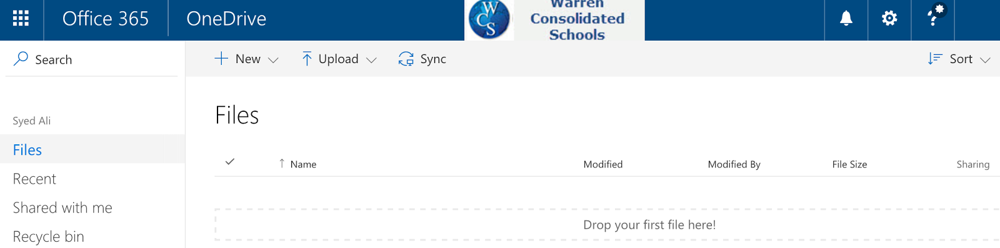 Office 365 OneDrive
WCS
Warren
Consolidated
Schools
?
Search
New Upload Sync Sort
Syed Ali
Files
Recent
Shared with me
Recycle bin
Files
Name Modified Modified By File Size Sharing
Drop your first file here!